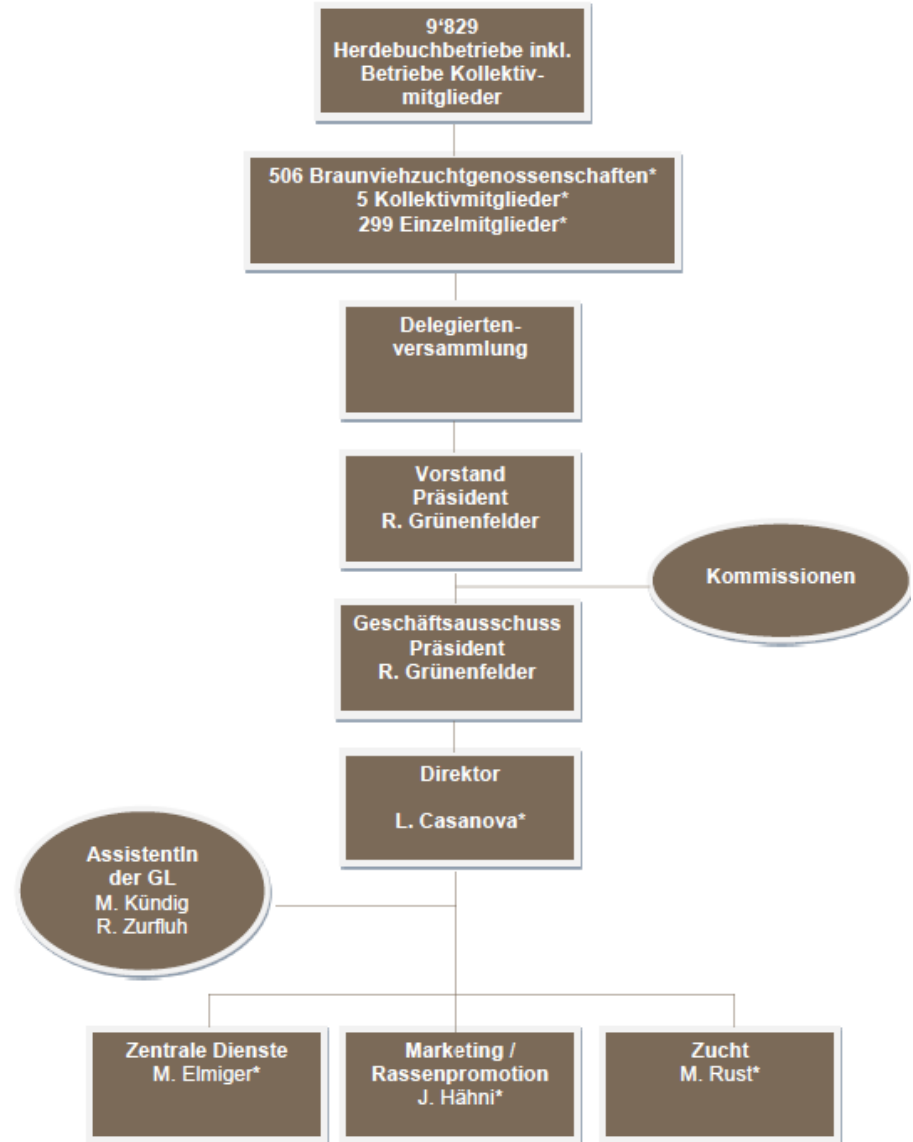 9‘829
Herdebuchbetriebe inkl.
Betriebe Kollektiv-
mitglieder
506 Braunviehzuchtgenossenschaften*
5 Kollektivmitglieder*
299 Einzelmitglieder*
Delegierten-
versammlung
Vorstand
Präsident
R. Grünenfelder
Kommissionen
Geschäftsausschuss
Präsident
R. Grünenfelder
Direktor
L. Casanova*
AssistentIn
der GL
M. Kündig
R. Zurfluh
Zentrale Dienste
M. Elmiger*
Marketing /
Rassenpromotion
J. Hähni*
Zucht
M. Rust*